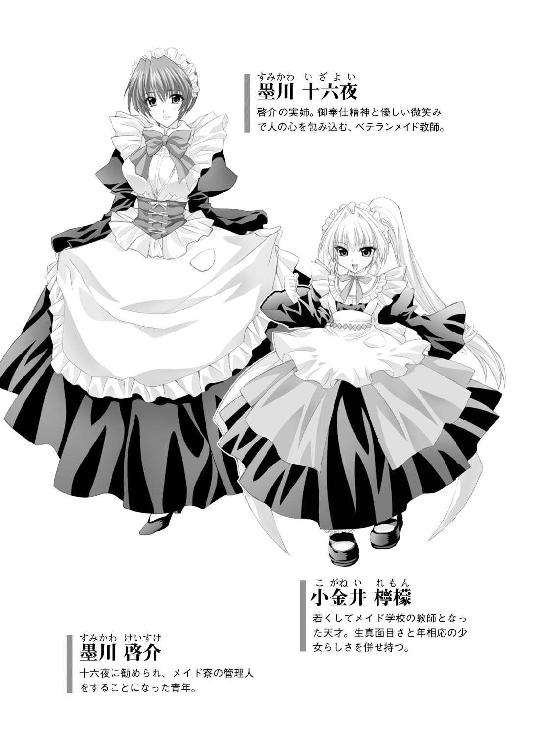 すみかわ いざよい
墨川 十六夜
啓介の実姉。御奉仕精神と優しい微笑み
で人の心を包み込む、ベテランメイド教師。
こがねい れもん
小金井 檸檬
若くしてメイド学校の教師となっ
た天才。生真面目さと年相応の少
女らしさを併せ持つ。
すみかわ けいすけ
墨川 啓介
十六夜に勧められ、メイド寮の管理人
をすることになった青年。